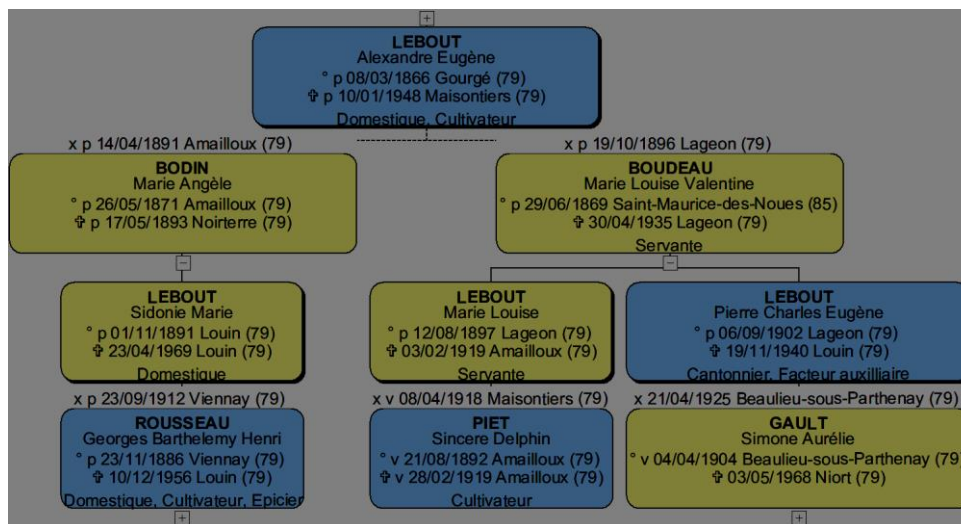 LEBOUT
Alexandre Eugène
° p 08/03/1866 Gourgé (79)
✞ p 10/01/1948 Maisontiers (79)
Domestique, Cultivateur
x p 14/04/1891 Amailloux (79)
BODIN
Marie Angèle
° p 26/05/1871 Amailloux (79)
✞ p 17/05/1893 Noirterre (79)
x p 19/10/1896 Lageon (79)
BOUDEAU
Marie Louise Valentine
° p 29/06/1869 Saint-Maurice-des-Noues (85)
✞ 30/04/1935 Lageon (79)
Servante
LEBOUT
Sidonie Marie
° p 01/11/1891 Louin (79)
✞ 23/04/1969 Louin (79)
Domestique
x p 23/09/1912 Viennay (79)
ROUSSEAU
Georges Barthelemy Henri
° p 23/11/1886 Viennay (79)
✞ 10/12/1956 Louin (79)
Domestique, Cultivateur, Epicier
LEBOUT
Marie Louise
° p 12/08/1897 Lageon (79)
✞ 03/02/1919 Amailloux (79)
Servante
x v 08/04/1918 Maisontiers (79)
PIET
Sincere Delphin
° v 21/08/1892 Amailloux (79)
✞ v 28/02/1919 Amailloux (79)
Cultivateur
LEBOUT
Pierre Charles Eugène
° p 06/09/1902 Lageon (79)
✞ 19/11/1940 Louin (79)
Cantonnier, Facteur auxilliaire
x 21/04/1925 Beaulieu-sous-Parthenay (79)
GAULT
Simone Aurélie
° v 04/04/1904 Beaulieu-sous-Parthenay (79)
✞ 03/05/1968 Niort (79)